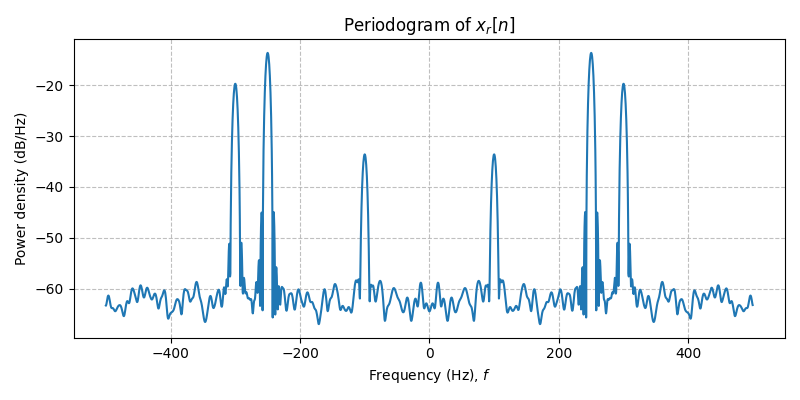 Periodogram of $x_r[n]$
Power density (dB/Hz)
−20
−30
−40
−50
−60
−400 −200 0 200 400
Frequency (Hz), f